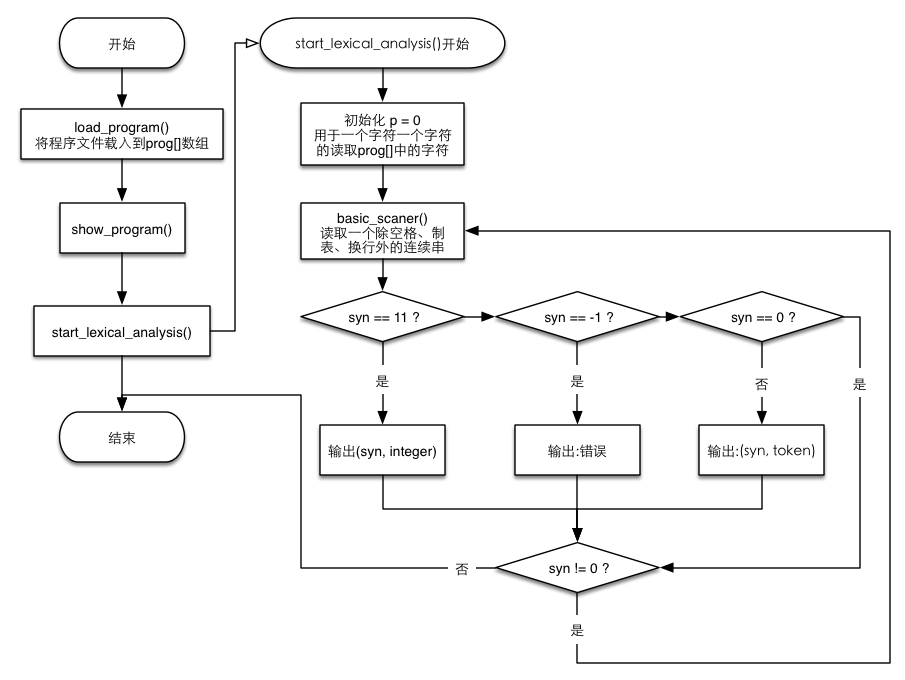 开始
load_program()
将程序文件载入到prog[]数组
show_program()
start_lexical_analysis()
结束
start_lexical_analysis()开始
初始化 p = 0
用于一个字符一个字符
的读取prog[]中的字符
basic_scaner()
读取一个除空格、制
表、换行外的连续串
syn == 11 ?
syn == -1 ?
syn == 0 ?
是
是
否
是
输出(syn, integer)
输出:错误
输出:(syn, token)
否
syn != 0 ?
是